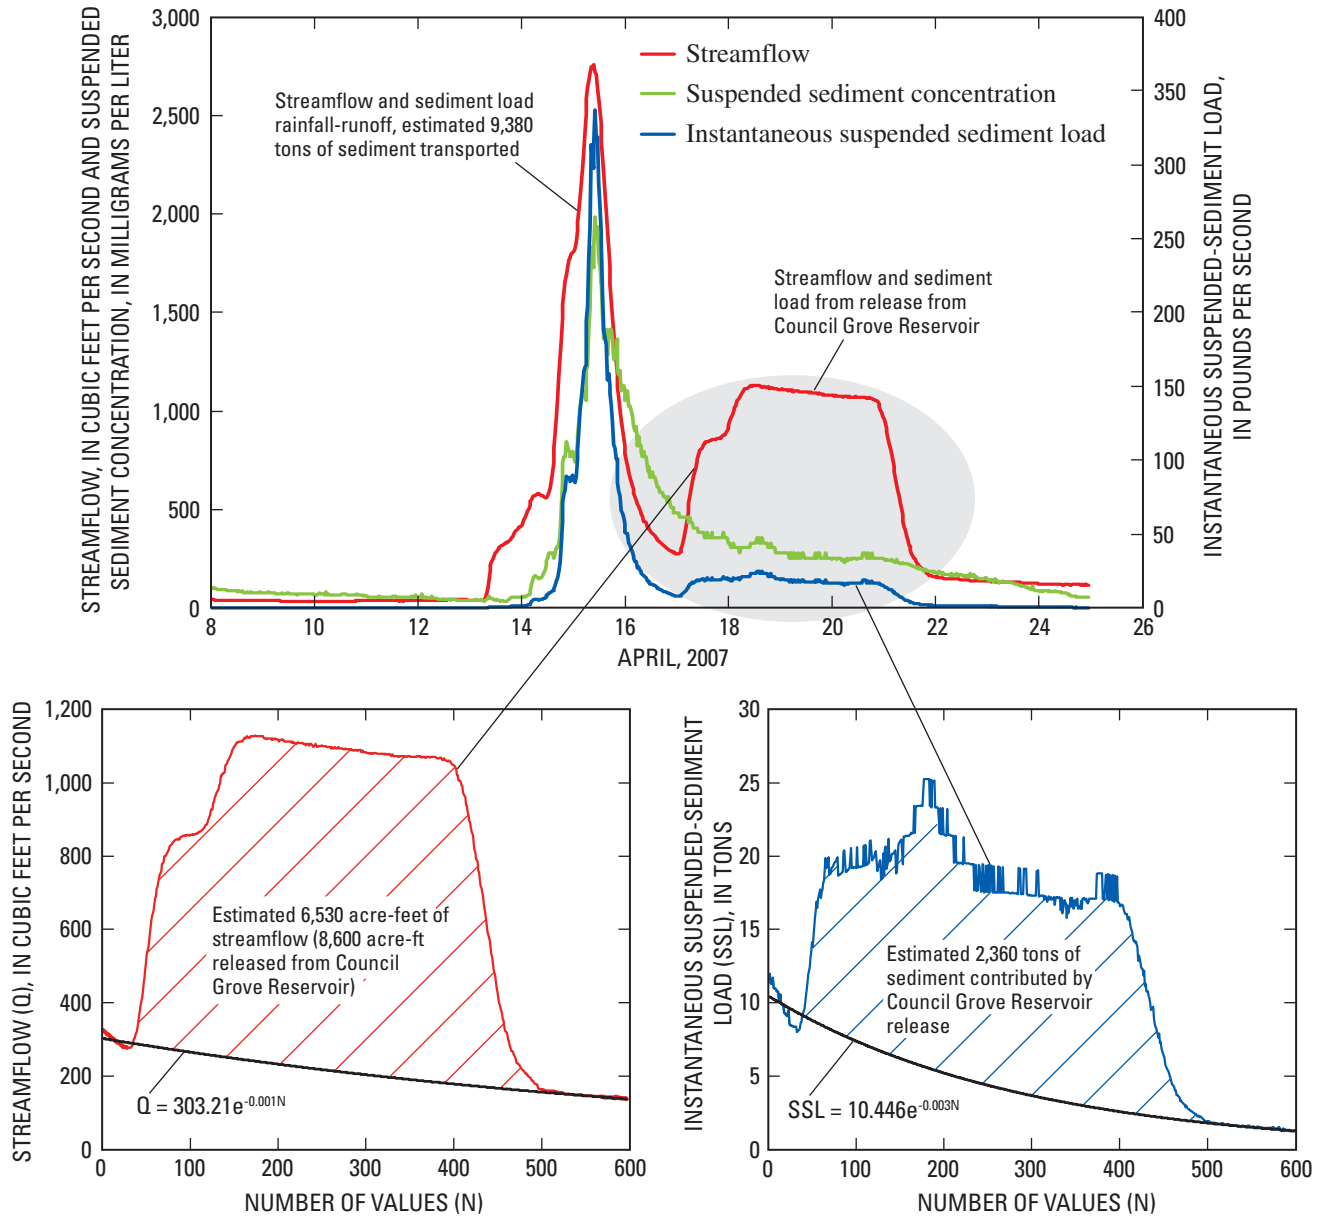 STREAMFLOW, IN CUBIC FEET PER SECOND AND SUSPENDED
SEDIMENT CONCENTRATION, IN MILLIGRAMS PER LITER
3,000
2,500
2,000
1,500
1,000
500
0
400
350
300
250
200
150
100
50
0
INSTANTANEOUS SUSPENDED-SEDIMENT LOAD,
IN POUNDS PER SECOND
Streamflow
Suspended sediment concentration
Instantaneous suspended sediment load
Streamflow and sediment load
rainfall-runoff, estimated 9,380
tons of sediment transported
Streamflow and sediment
load from release from
Council Grove Reservoir
8 10 12 14 16 18 20 22 24 26
APRIL, 2007
STREAMFLOW (Q), IN CUBIC FEET PER SECOND
1,200
1,000
800
600
400
200
0
Estimated 6,530 acre-feet of
streamflow (8,600 acre-ft
released from Council
Grove Reservoir)
Q = 303.21e-0.001N
0 100 200 300 400 500 600
NUMBER OF VALUES (N)
INSTANTANEOUS SUSPENDED-SEDIMENT
LOAD (SSL), IN TONS
30
25
20
15
10
5
0
Estimated 2,360 tons of
sediment contributed by
Council Grove Reservoir
release
SSL = 10.446e-0.003N
0 100 200 300 400 500 600
NUMBER OF VALUES (N)